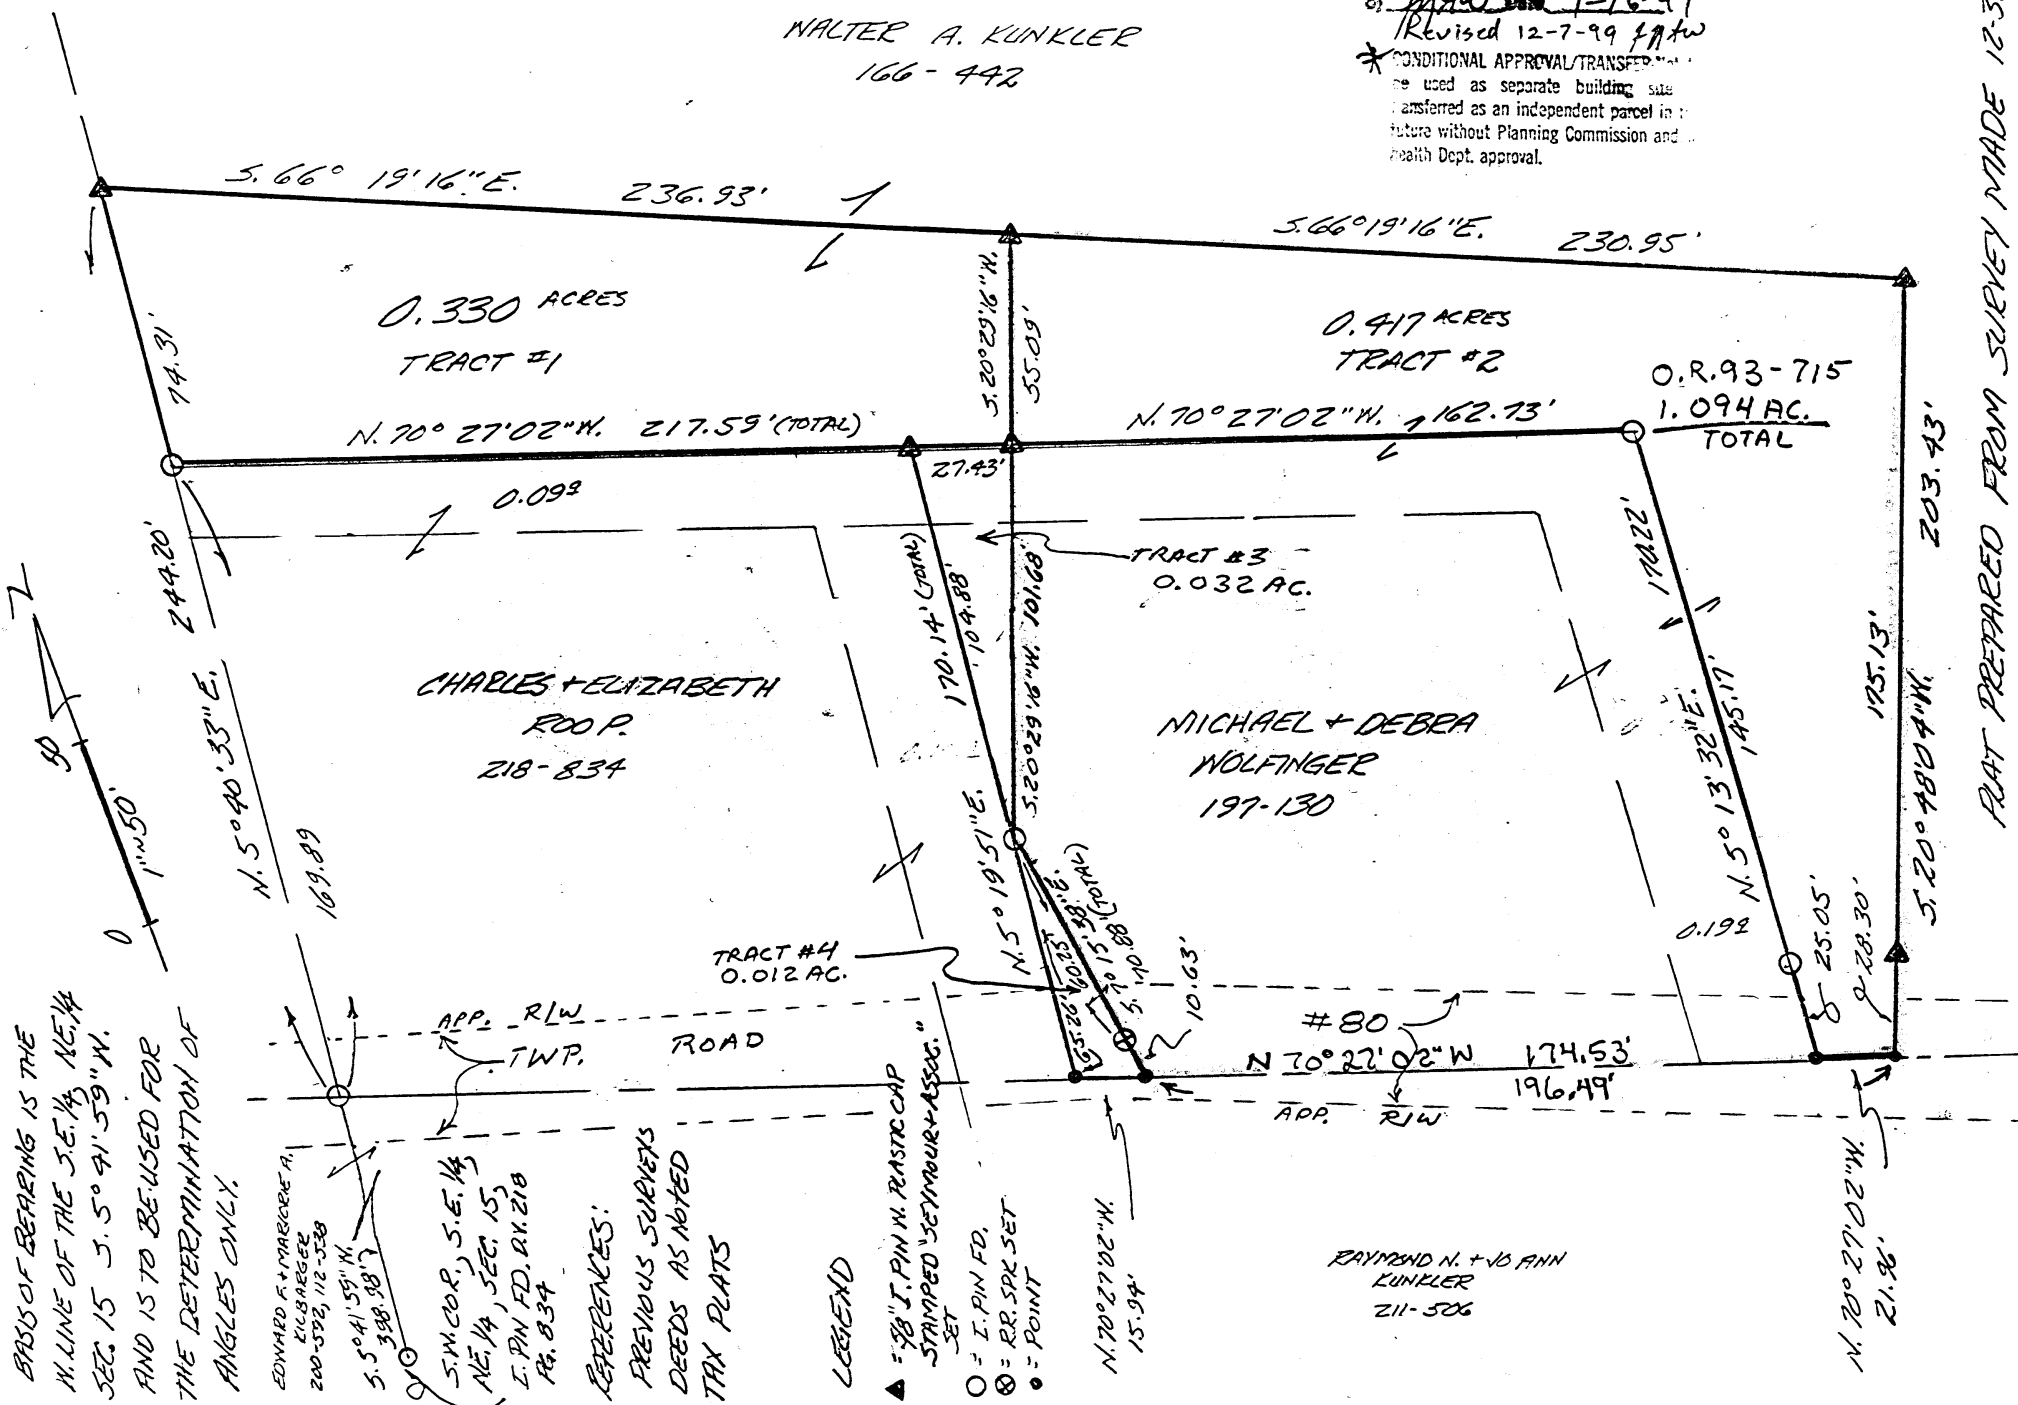 WALTER A. KUNKLER
166-442
Revised 12-7-99
CONDITIONAL APPROVAL/TRANSFER
used as separate building
as an independent parcel in
future without Planning Commission and
Health Dept. approval.
PLAT PREPARED FROM SURVEY MADE
S. 66° 19' 16" E. 236.93'
S. 66° 19' 16" E. 230.95'
74.31'
0.330 ACRES
TRACT #1
S. 20° 29' 16" W.
55.09'
0.417 ACRES
TRACT #2
O.R. 93-715
1.094 AC.
TOTAL
N. 70° 27' 02" W. 217.59' (TOTAL)
27.43'
N. 70° 27' 02" W. 162.73'
203.43'
175.13'
S. 20° 48' 04" W.
244.20'
N. 5° 40' 33" E.
169.89
TRACT #3
0.032 AC.
170.14' (TOTAL)
104.88'
N. 5° 19' 51" E.
S. 20° 29' 16" W. 101.68'
170.22'
N. 5° 13' 32" E.
145.17'
CHARLES + ELIZABETH
ROOP.
218-834
MICHAEL + DEBRA
WOLFINGER
197-130
50
1"~50'
0
TRACT #4
0.012 AC.
60.25'
65.26'
70.88' (TOTAL)
10.63'
25.05'
28.30'
APP. R/W
TWP. ROAD
#80
N 70° 27' 02" W 174.53'
196.49'
APP. R/W
N. 70° 27' 02" W.
15.94'
N. 70° 27' 02" W.
21.96'
BASIS OF BEARING IS THE
W. LINE OF THE S.E. 1/4, NE. 1/4
SEC. 15 S. 5° 41' 59" W.
AND IS TO BE USED FOR
THE DETERMINATION OF
ANGLES ONLY.
EDWARD F. + MARJORIE A.
KILBARGER
200-592, 112-538
S. 5° 41' 59" W.
398.98'
S.W. COR., S.E. 1/4
NE. 1/4, SEC. 15,
I. PIN FD. D.V. 218
PG. 834
REFERENCES:
PREVIOUS SURVEYS
DEEDS AS NOTED
TAX PLATS
LEGEND
▲ = 5/8" I. PIN W. PLASTIC CAP
STAMPED "SEYMOUR + ASSOC."
SET
○ = I. PIN FD.
⊗ = R.R. SPK. SET
• = POINT
RAYMOND N. + JO ANN
KUNKLER
211-506